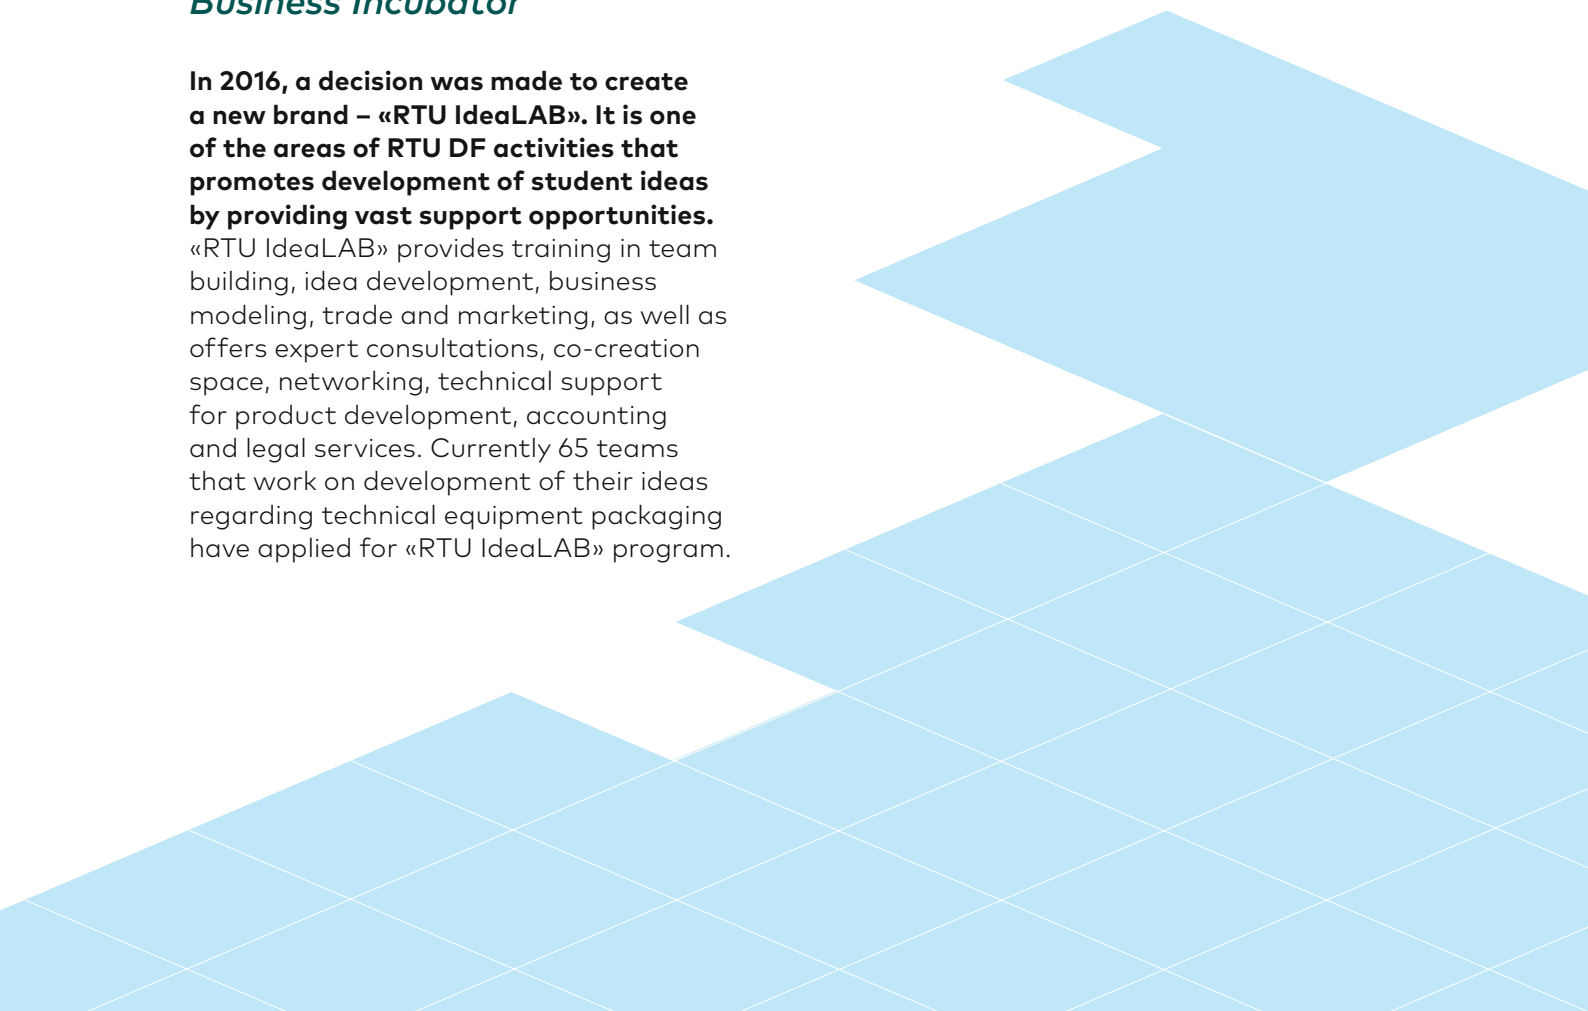 Business Incubator
In 2016, a decision was made to create
a new brand – «RTU IdeaLAB». It is one
of the areas of RTU DF activities that
promotes development of student ideas
by providing vast support opportunities.
«RTU IdeaLAB» provides training in team
building, idea development, business
modeling, trade and marketing, as well as
offers expert consultations, co-creation
space, networking, technical support
for product development, accounting
and legal services. Currently 65 teams
that work on development of their ideas
regarding technical equipment packaging
have applied for «RTU IdeaLAB» program.